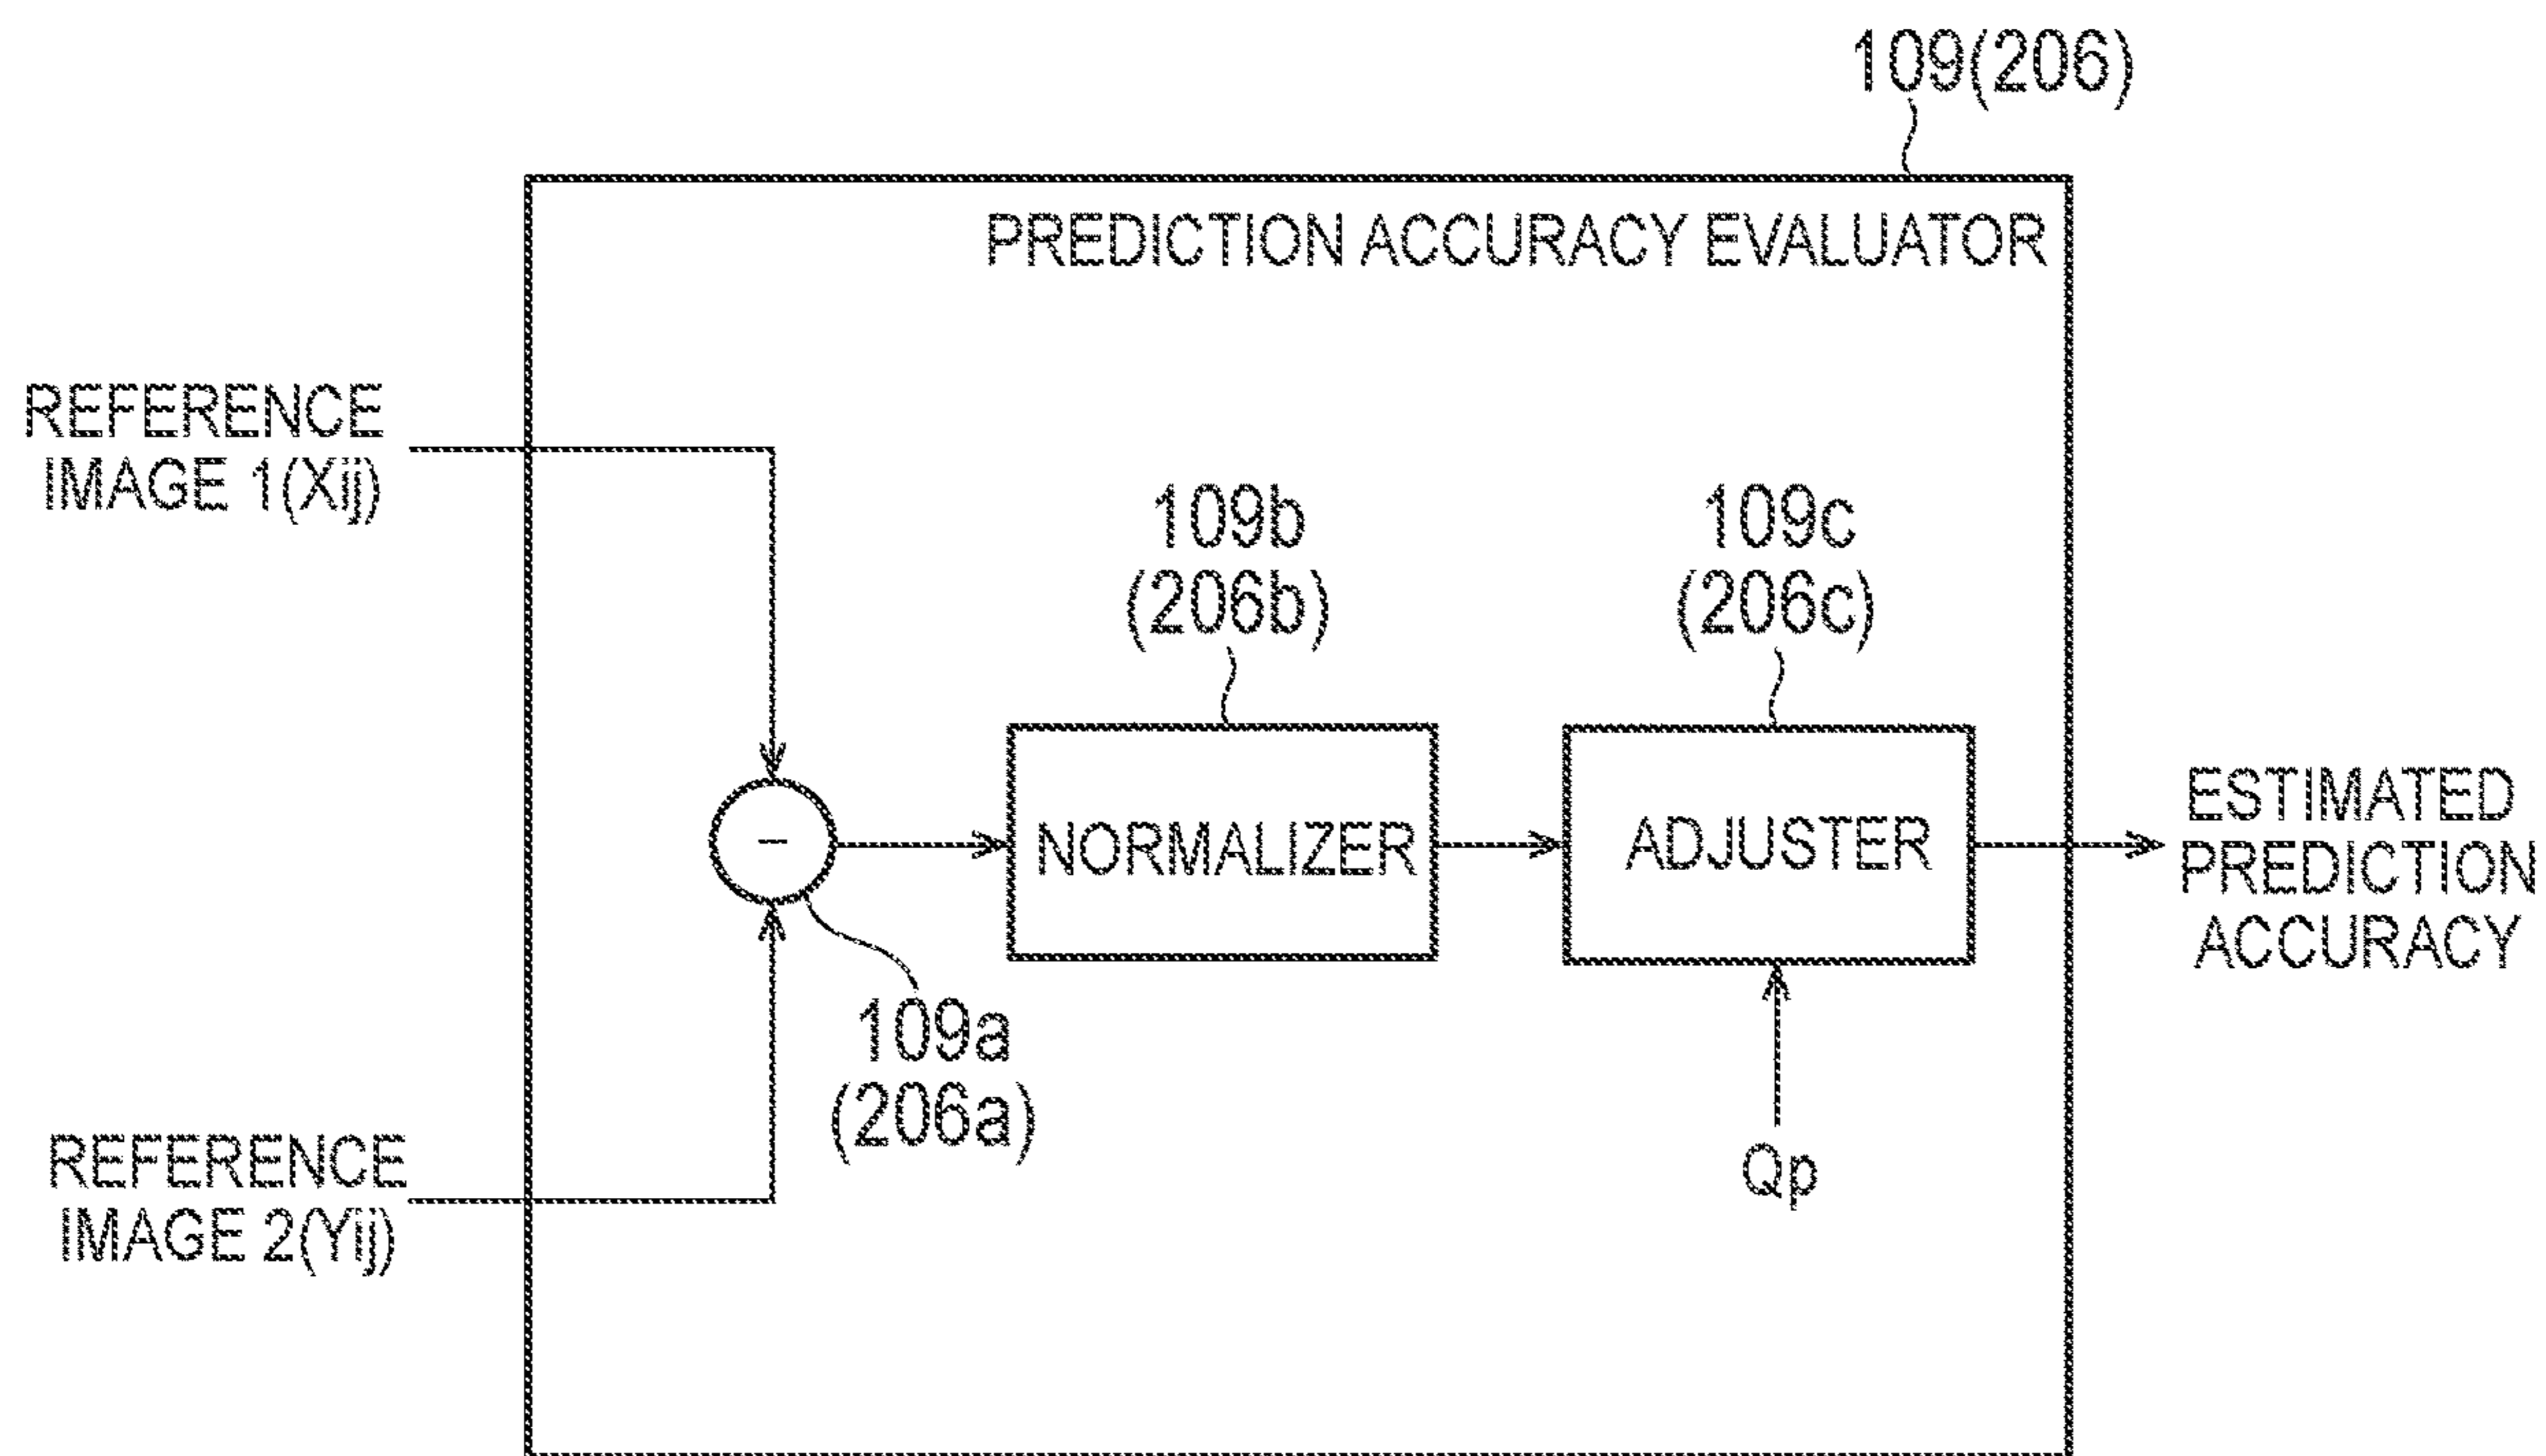 109(206)
PREDICTION ACCURACY EVALUATOR
REFERENCE
IMAGE 1(Xij)
109b
(206b)
109c
(206c)
−
NORMALIZER
ADJUSTER
ESTIMATED
PREDICTION
ACCURACY
109a
(206a)
REFERENCE
IMAGE 2(Yij)
Qp